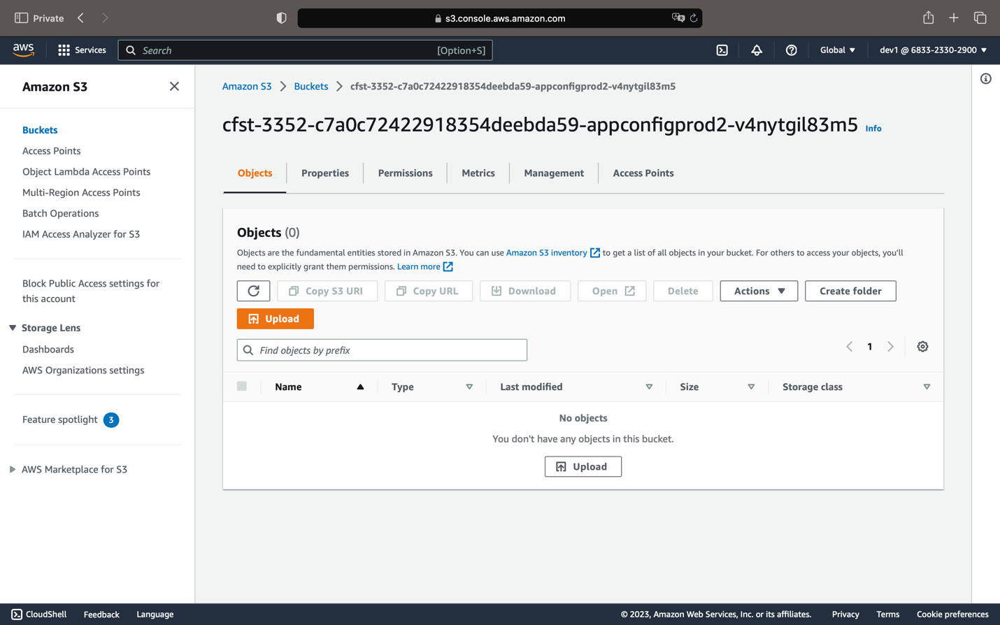 Private
s3.console.aws.amazon.com
aws
Services
Search
[Option+S]
Global
dev1 @ 6833-2330-2900
Amazon S3
Buckets
Access Points
Object Lambda Access Points
Multi-Region Access Points
Batch Operations
IAM Access Analyzer for S3
Block Public Access settings for
this account
Storage Lens
Dashboards
AWS Organizations settings
Feature spotlight 3
AWS Marketplace for S3
Amazon S3 > Buckets > cfst-3352-c7a0c72422918354deebda59-appconfigprod2-v4nytgil83m5
cfst-3352-c7a0c72422918354deebda59-appconfigprod2-v4nytgil83m5 Info
Objects
Properties
Permissions
Metrics
Management
Access Points
Objects (0)
Objects are the fundamental entities stored in Amazon S3. You can use Amazon S3 inventory to get a list of all objects in your bucket. For others to access your objects, you'll
need to explicitly grant them permissions. Learn more
Copy S3 URI
Copy URL
Download
Open
Delete
Actions
Create folder
Upload
Find objects by prefix
1
Name
Type
Last modified
Size
Storage class
No objects
You don't have any objects in this bucket.
Upload
CloudShell
Feedback
Language
© 2023, Amazon Web Services, Inc. or its affiliates.
Privacy
Terms
Cookie preferences